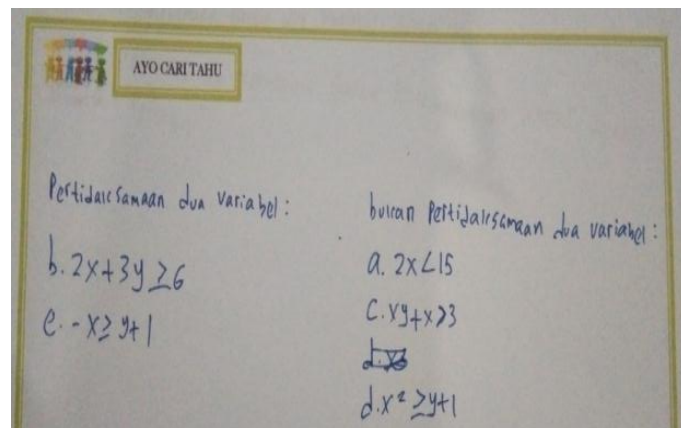 AYO CARI TAHU
Pertidaksamaan dua variabel :
b. 2x+3y ≥ 6
e. -x ≥ y+1
bukan Pertidaksamaan dua variabel :
a. 2x < 15
c. xy+x > 3
d. x² ≥ y+1